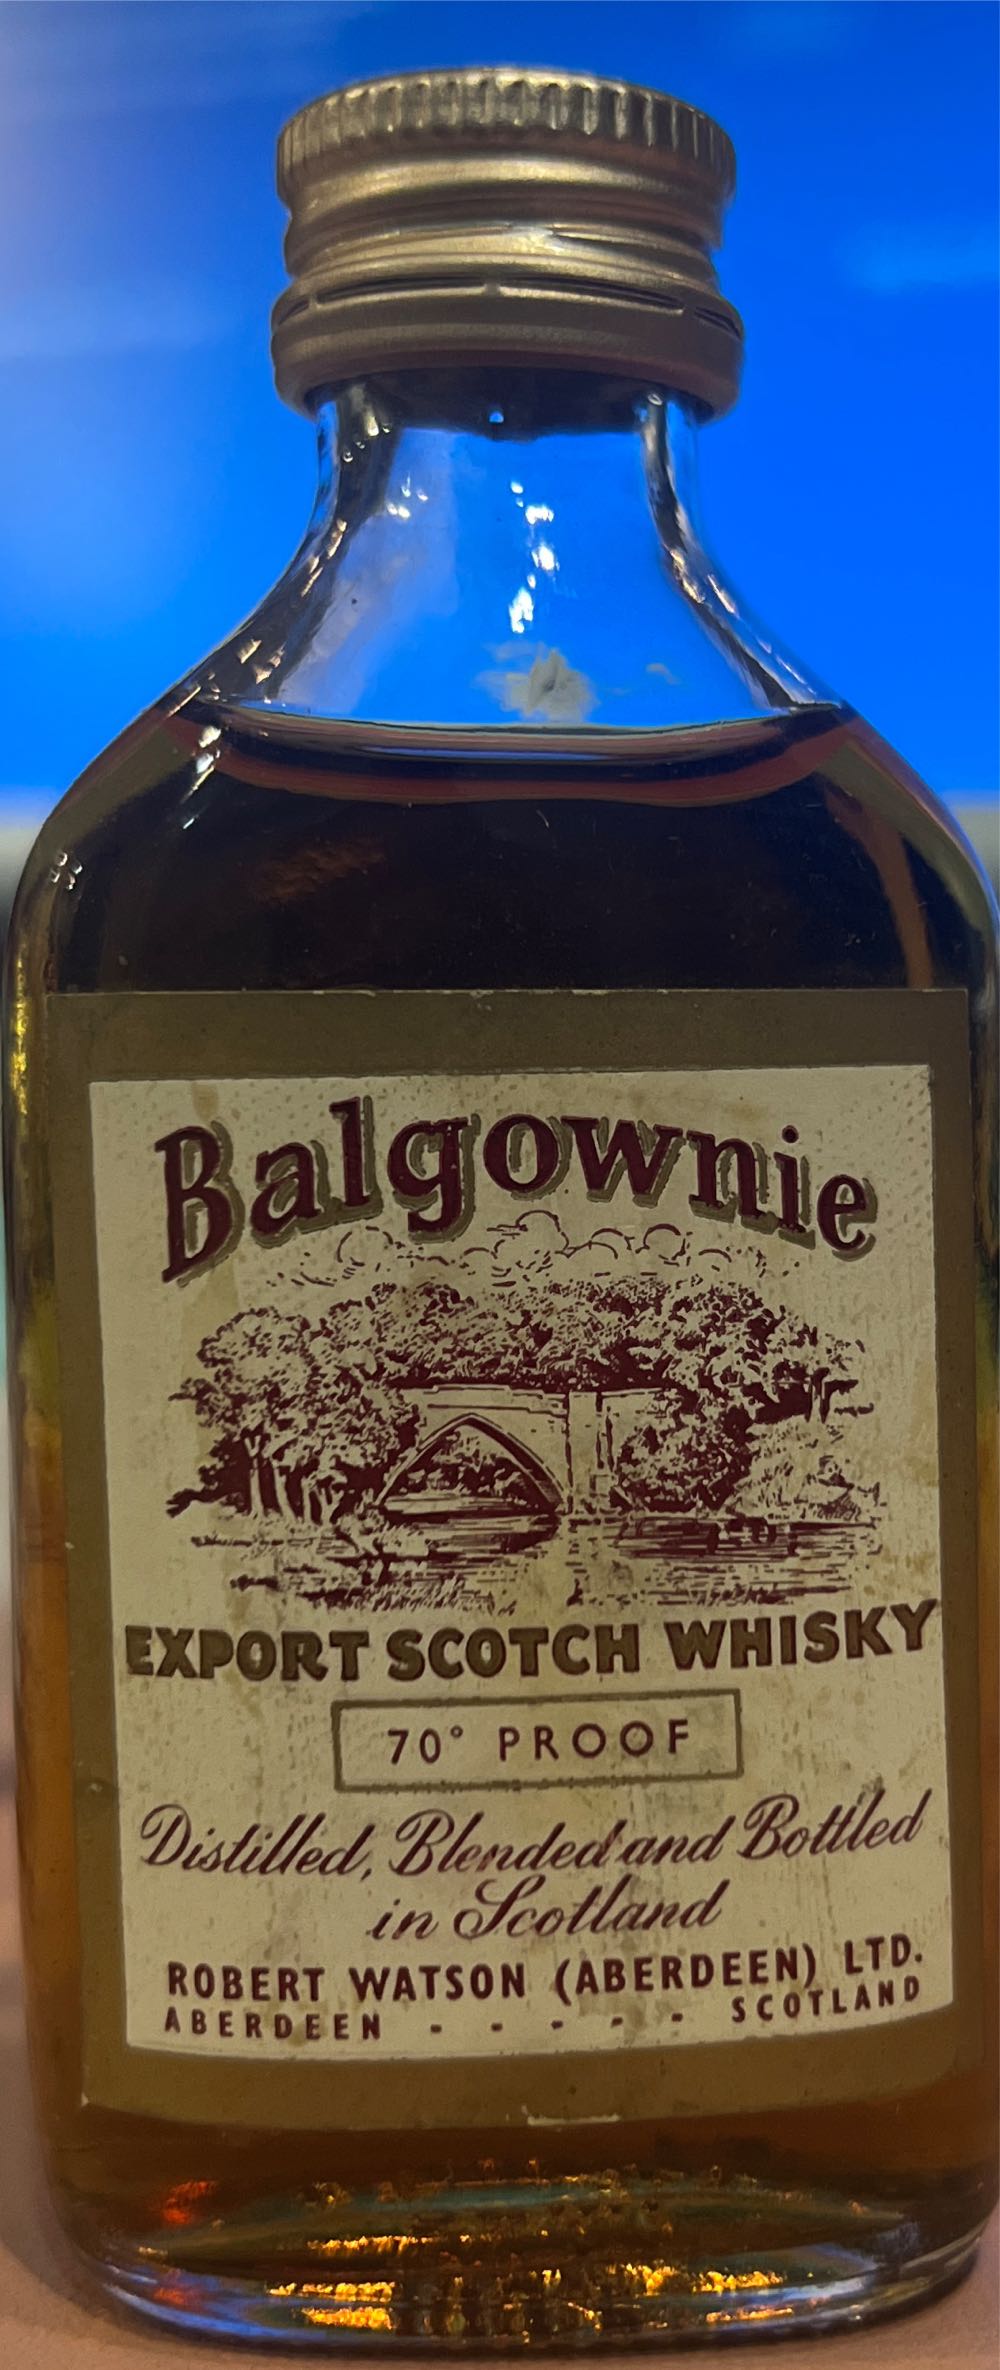 Balgownie
EXPORT SCOTCH WHISKY
70° PROOF
Distilled, Blended and Bottled
in Scotland
ROBERT WATSON (ABERDEEN) LTD.
ABERDEEN - - - - - SCOTLAND